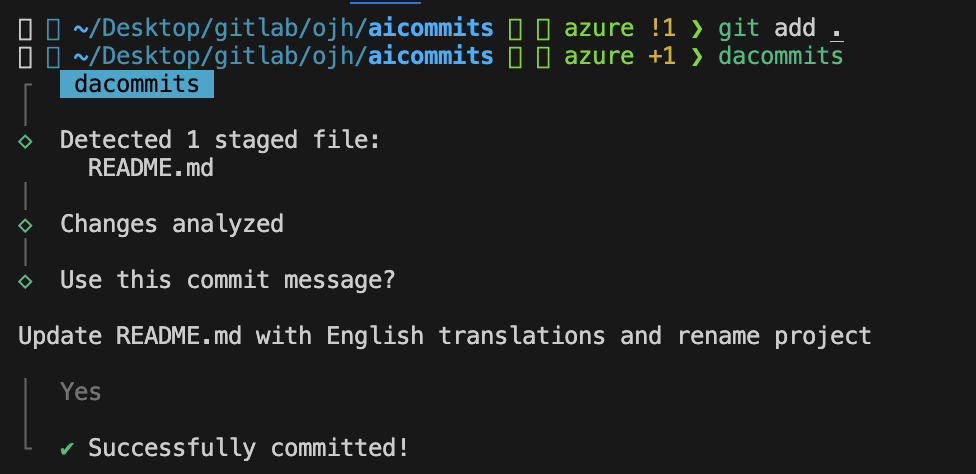 ~/Desktop/gitlab/ojh/aicommits azure !1 ❯ git add .
~/Desktop/gitlab/ojh/aicommits azure +1 ❯ dacommits
dacommits
◇ Detected 1 staged file:
README.md
◇ Changes analyzed
◇ Use this commit message?
Update README.md with English translations and rename project
Yes
✔ Successfully committed!